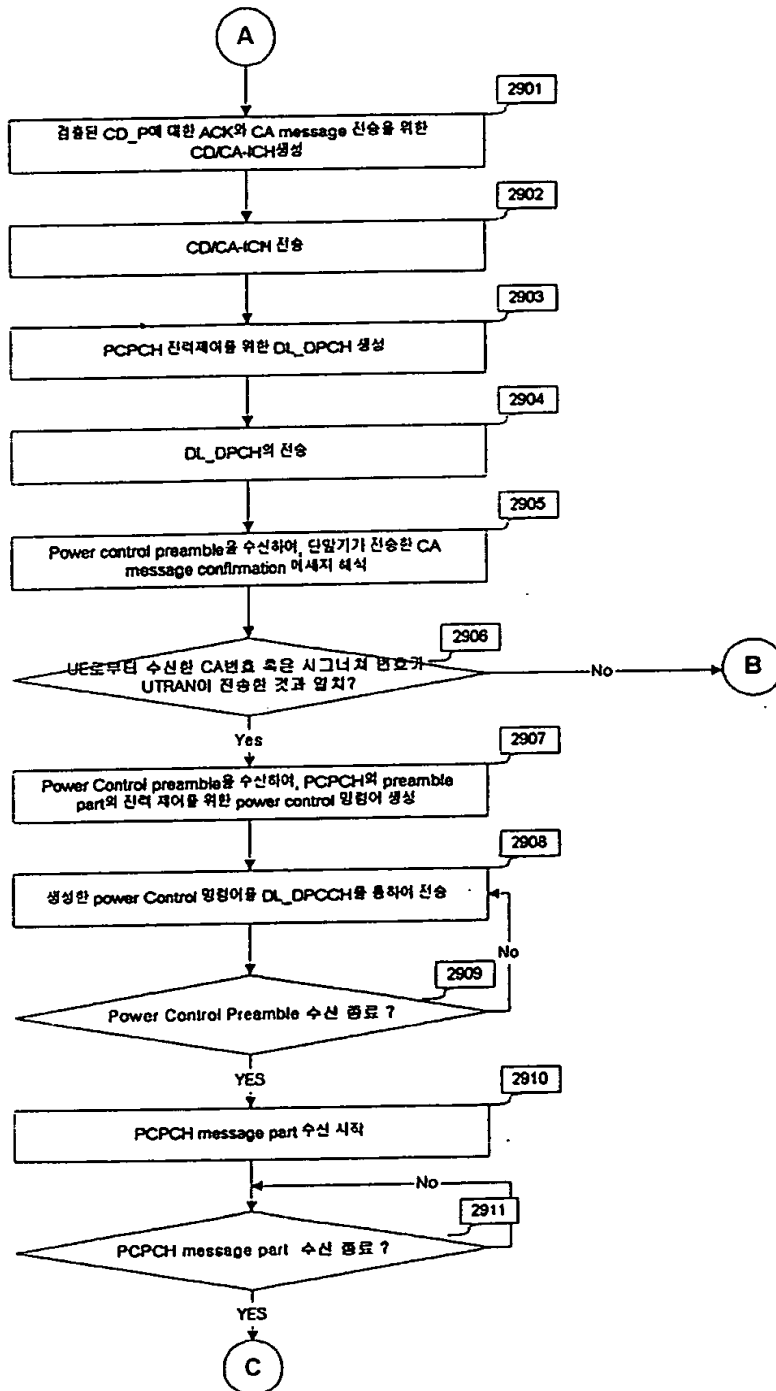 A
2901
검출된 CD_P에 대한 ACK와 CA message 전송을 위한
CD/CA-ICH생성
2902
CD/CA-ICH 전송
2903
PCPCH 전력제어를 위한 DL_DPCH 생성
2904
DL_DPCH의 전송
2905
Power control preamble을 수신하여, 단말기가 전송한 CA
message confirmation 메세지 해석
2906
UE로부터 수신한 CA번호 혹은 시그너쳐 번호가
UTRAN이 전송한 것과 일치?
No
B
Yes
2907
Power Control preamble을 수신하여, PCPCH의 preamble
part의 전력 제어를 위한 power control 명령어 생성
2908
생성한 power Control 명령어를 DL_DPCCH를 통하여 전송
No
2909
Power Control Preamble 수신 종료 ?
YES
2910
PCPCH message part 수신 시작
No
2911
PCPCH message part 수신 종료 ?
YES
C